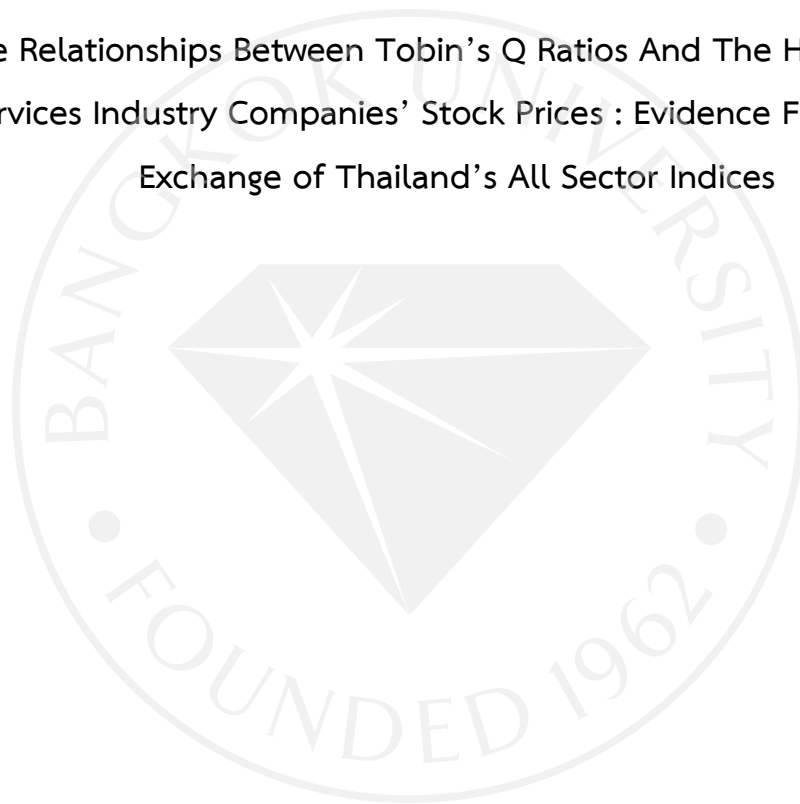 e Relationships Between Tobin’s Q Ratios And The H
rvices Industry Companies’ Stock Prices : Evidence F
Exchange of Thailand’s All Sector Indices
BANGKOK UNIVERSITY
• FOUNDED 1962 •